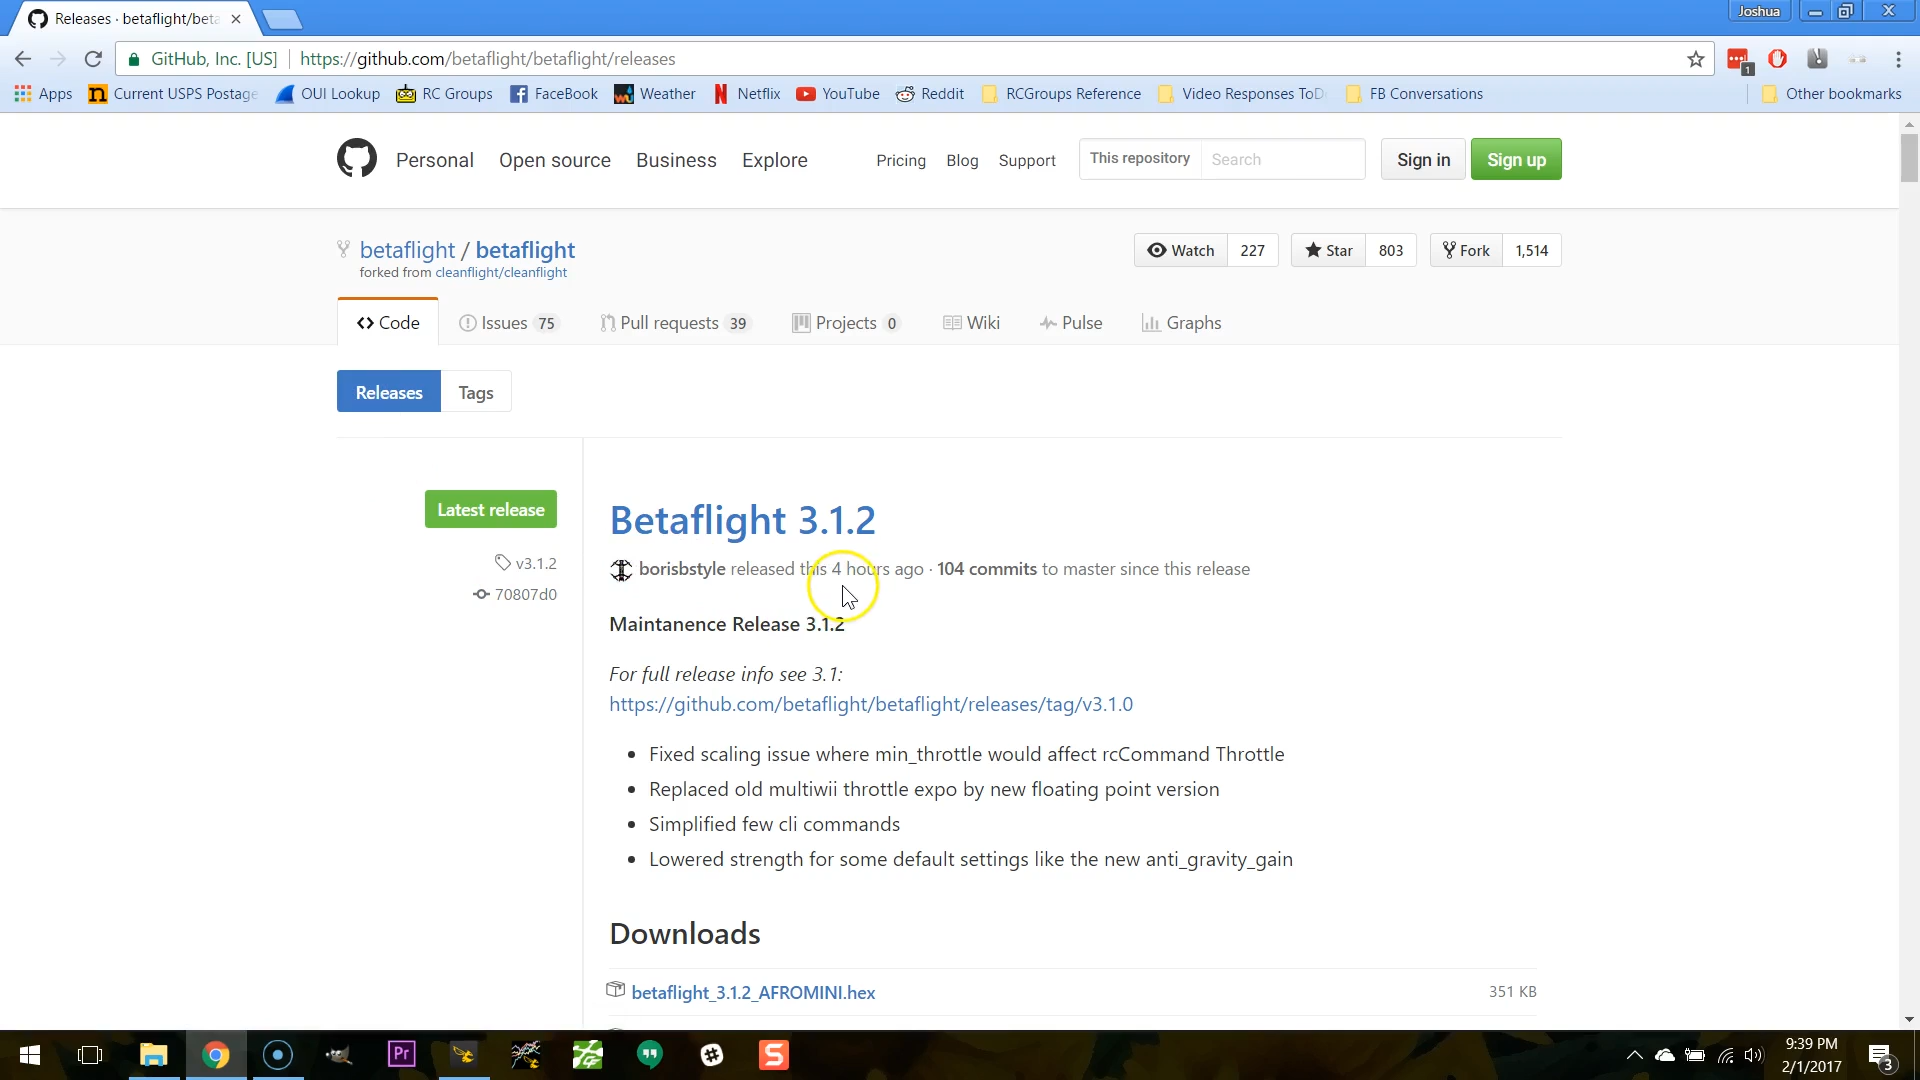 Releases · betaflight/beta
Joshua
GitHub, Inc. [US] https://github.com/betaflight/betaflight/releases
1
Apps Current USPS Postage OUI Lookup RC Groups FaceBook Weather Netflix YouTube Reddit RCGroups Reference Video Responses ToD FB Conversations Other bookmarks
Personal Open source Business Explore Pricing Blog Support This repository Search Sign in Sign up
betaflight / betaflight
forked from cleanflight/cleanflight
Watch 227 Star 803 Fork 1,514
Code Issues 75 Pull requests 39 Projects 0 Wiki Pulse Graphs
Releases Tags
Latest release
v3.1.2
70807d0
Betaflight 3.1.2
borisbstyle released this 4 hours ago · 104 commits to master since this release
Maintanence Release 3.1.2
For full release info see 3.1:
https://github.com/betaflight/betaflight/releases/tag/v3.1.0
• Fixed scaling issue where min_throttle would affect rcCommand Throttle
• Replaced old multiwii throttle expo by new floating point version
• Simplified few cli commands
• Lowered strength for some default settings like the new anti_gravity_gain
Downloads
betaflight_3.1.2_AFROMINI.hex 351 KB
Pr
S
9:39 PM
2/1/2017
3